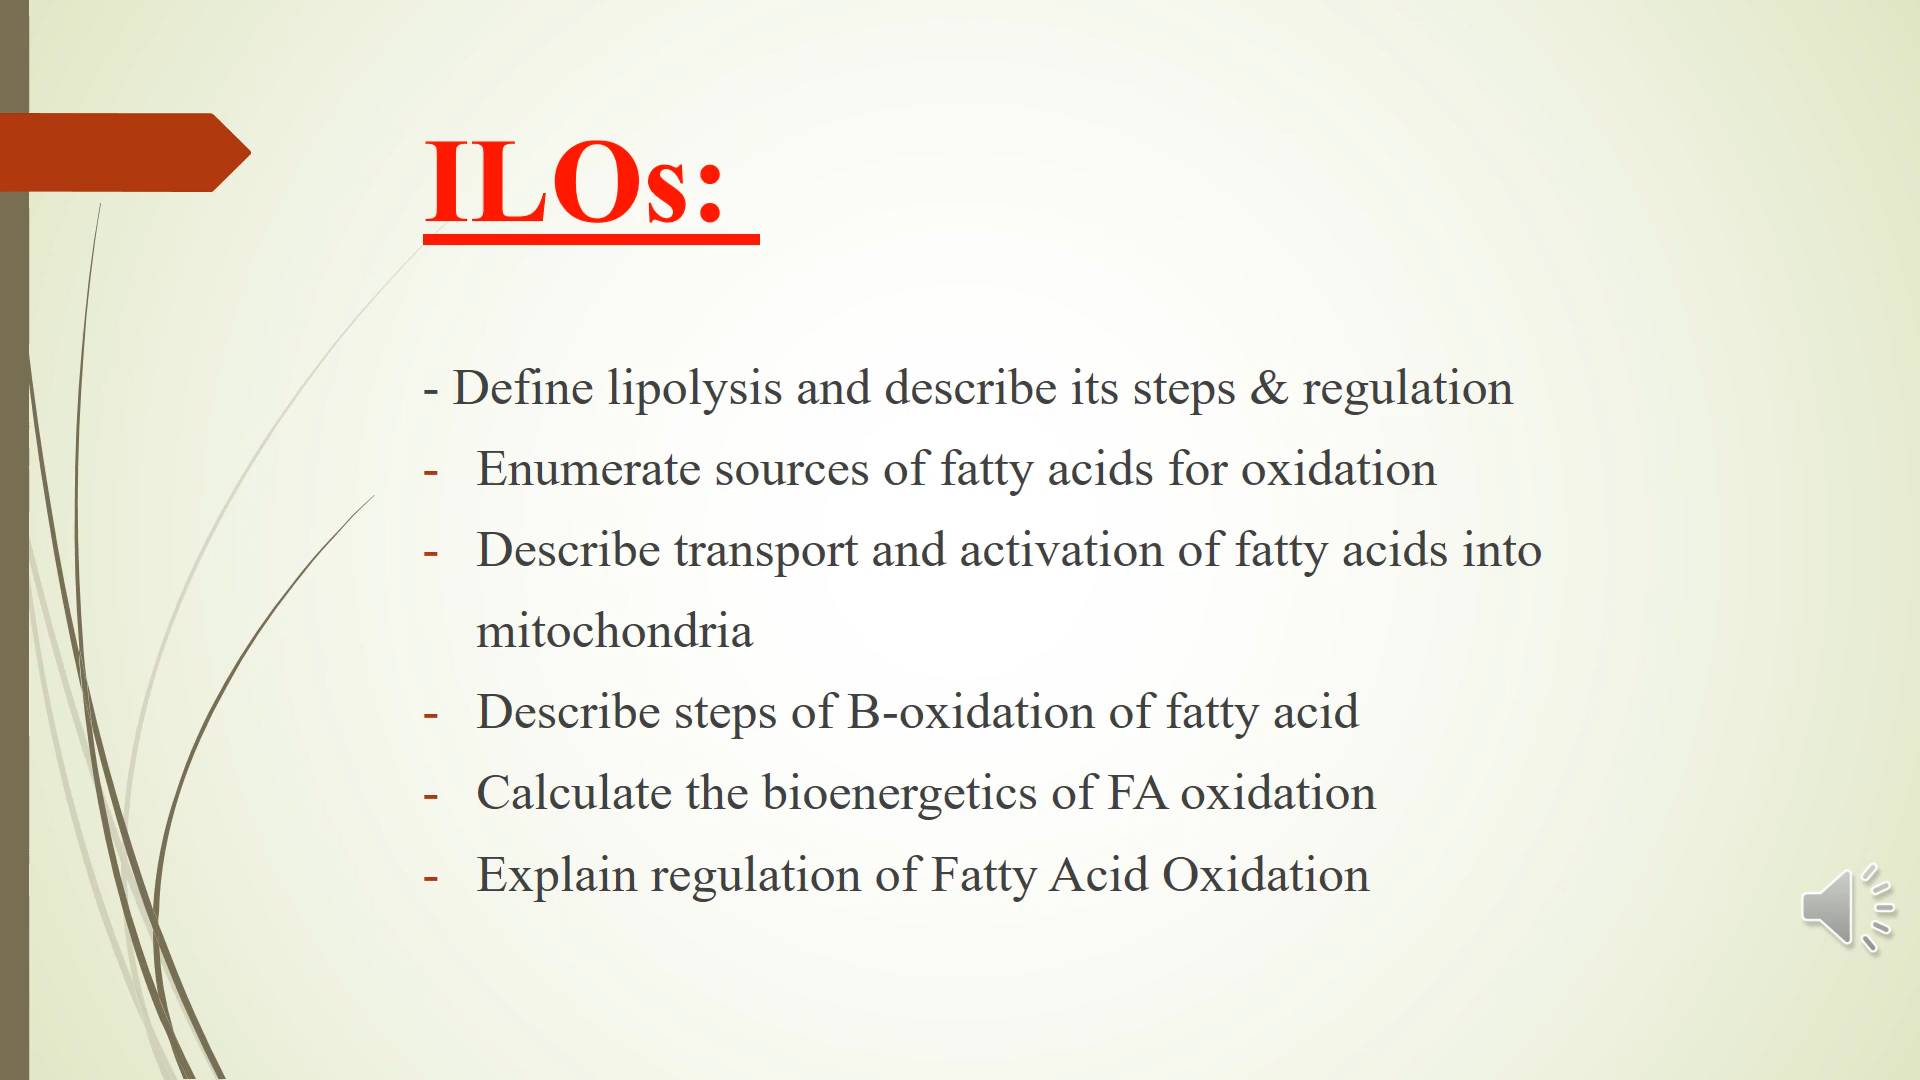 ILOs:
- Define lipolysis and describe its steps & regulation
- Enumerate sources of fatty acids for oxidation
- Describe transport and activation of fatty acids into
mitochondria
- Describe steps of B-oxidation of fatty acid
- Calculate the bioenergetics of FA oxidation
- Explain regulation of Fatty Acid Oxidation